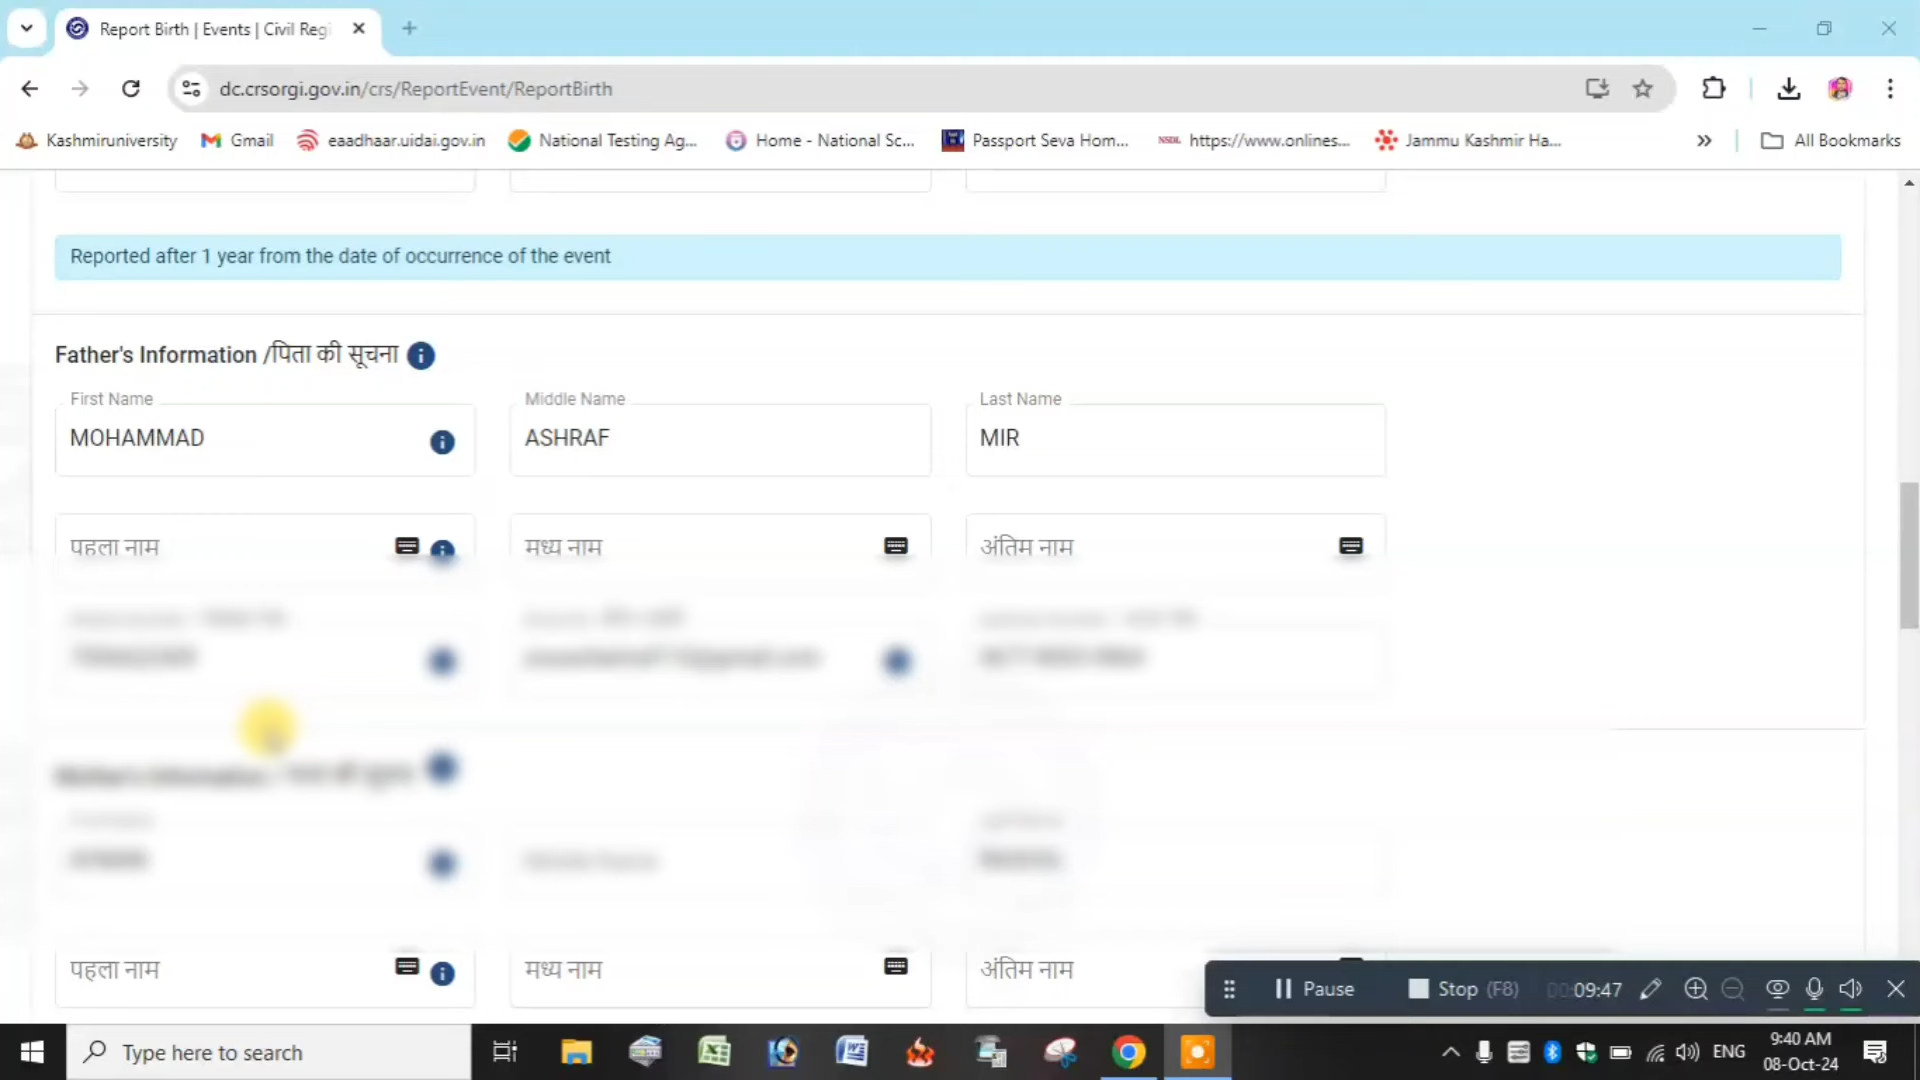 Report Birth | Events | Civil Regi
dc.crsorgi.gov.in/crs/ReportEvent/ReportBirth
Kashmiruniversity
Gmail
eaadhaar.uidai.gov.in
National Testing Ag...
Home - National Sc...
Passport Seva Hom...
NSDL
https://www.onlines...
Jammu Kashmir Ha...
All Bookmarks
Reported after 1 year from the date of occurrence of the event
Father's Information /पिता की सूचना
First Name
Middle Name
Last Name
MOHAMMAD
ASHRAF
MIR
पहला नाम
मध्य नाम
अंतिम नाम
पहला नाम
मध्य नाम
अंतिम नाम
Pause
Stop (F8)
00:09:47
Type here to search
ENG
9:40 AM
08-Oct-24